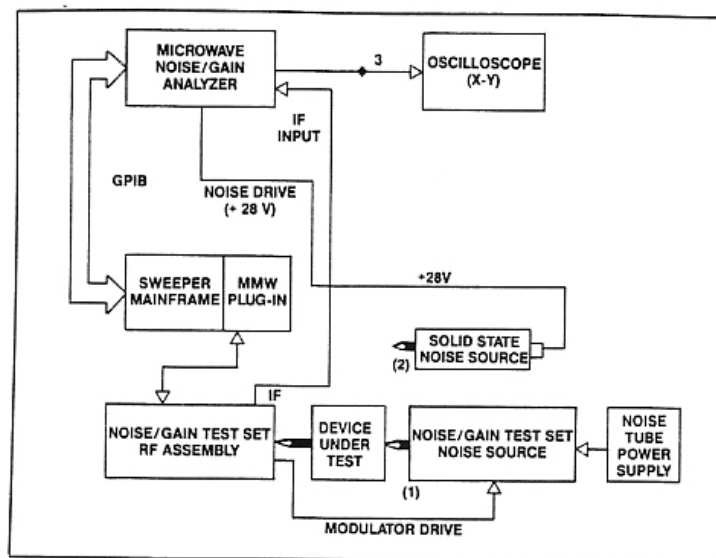 MICROWAVE
NOISE/GAIN
ANALYZER
3
OSCILLOSCOPE
(X-Y)
IF
INPUT
GPIB
NOISE DRIVE
(+ 28 V)
+28V
SWEEPER
MAINFRAME
MMW
PLUG-IN
SOLID STATE
NOISE SOURCE
(2)
IF
NOISE/GAIN TEST SET
RF ASSEMBLY
DEVICE
UNDER
TEST
NOISE/GAIN TEST SET
NOISE SOURCE
NOISE
TUBE
POWER
SUPPLY
(1)
MODULATOR DRIVE